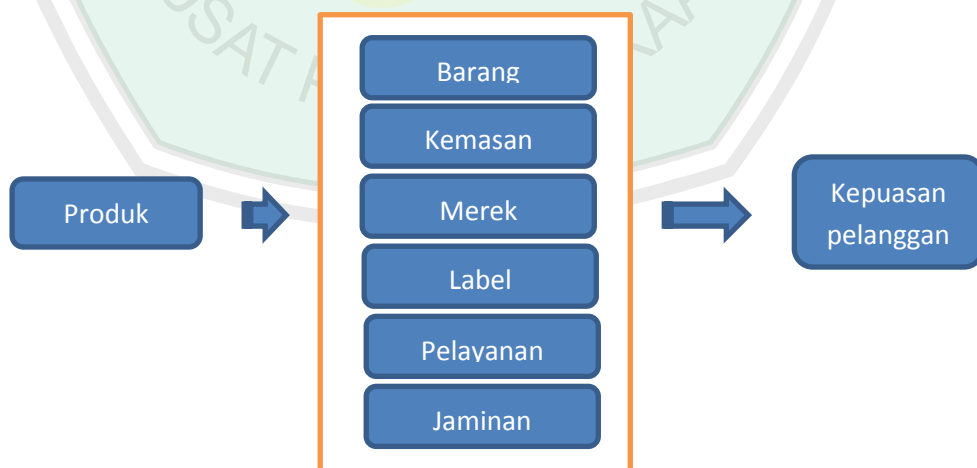 Produk
Barang
Kemasan
Merek
Label
Pelayanan
Jaminan
Kepuasan
pelanggan